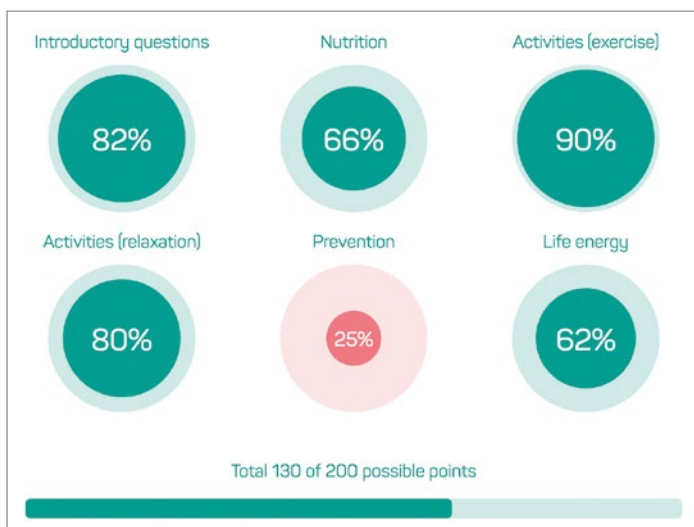 Introductory questions
Nutrition
Activities (exercise)
82%
66%
90%
Activities (relaxation)
Prevention
Life energy
80%
25%
62%
Total 130 of 200 possible points